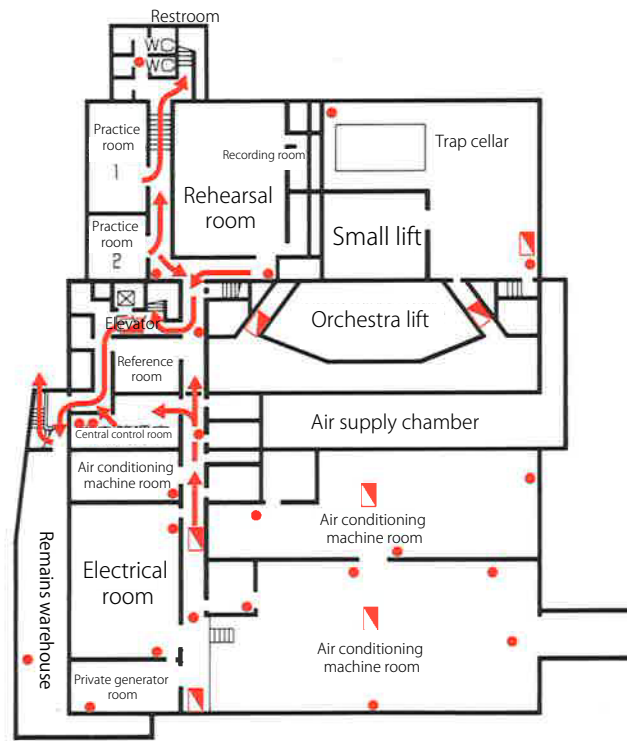 Restroom
WC
WC
Practice
room
1
Recording room
Trap cellar
Rehearsal
room
Practice
room
2
Small lift
Elevator
Orchestra lift
Reference
room
Air supply chamber
Central control room
Air conditioning
machine room
Air conditioning
machine room
Remains warehouse
Electrical
room
Air conditioning
machine room
Private generator
room